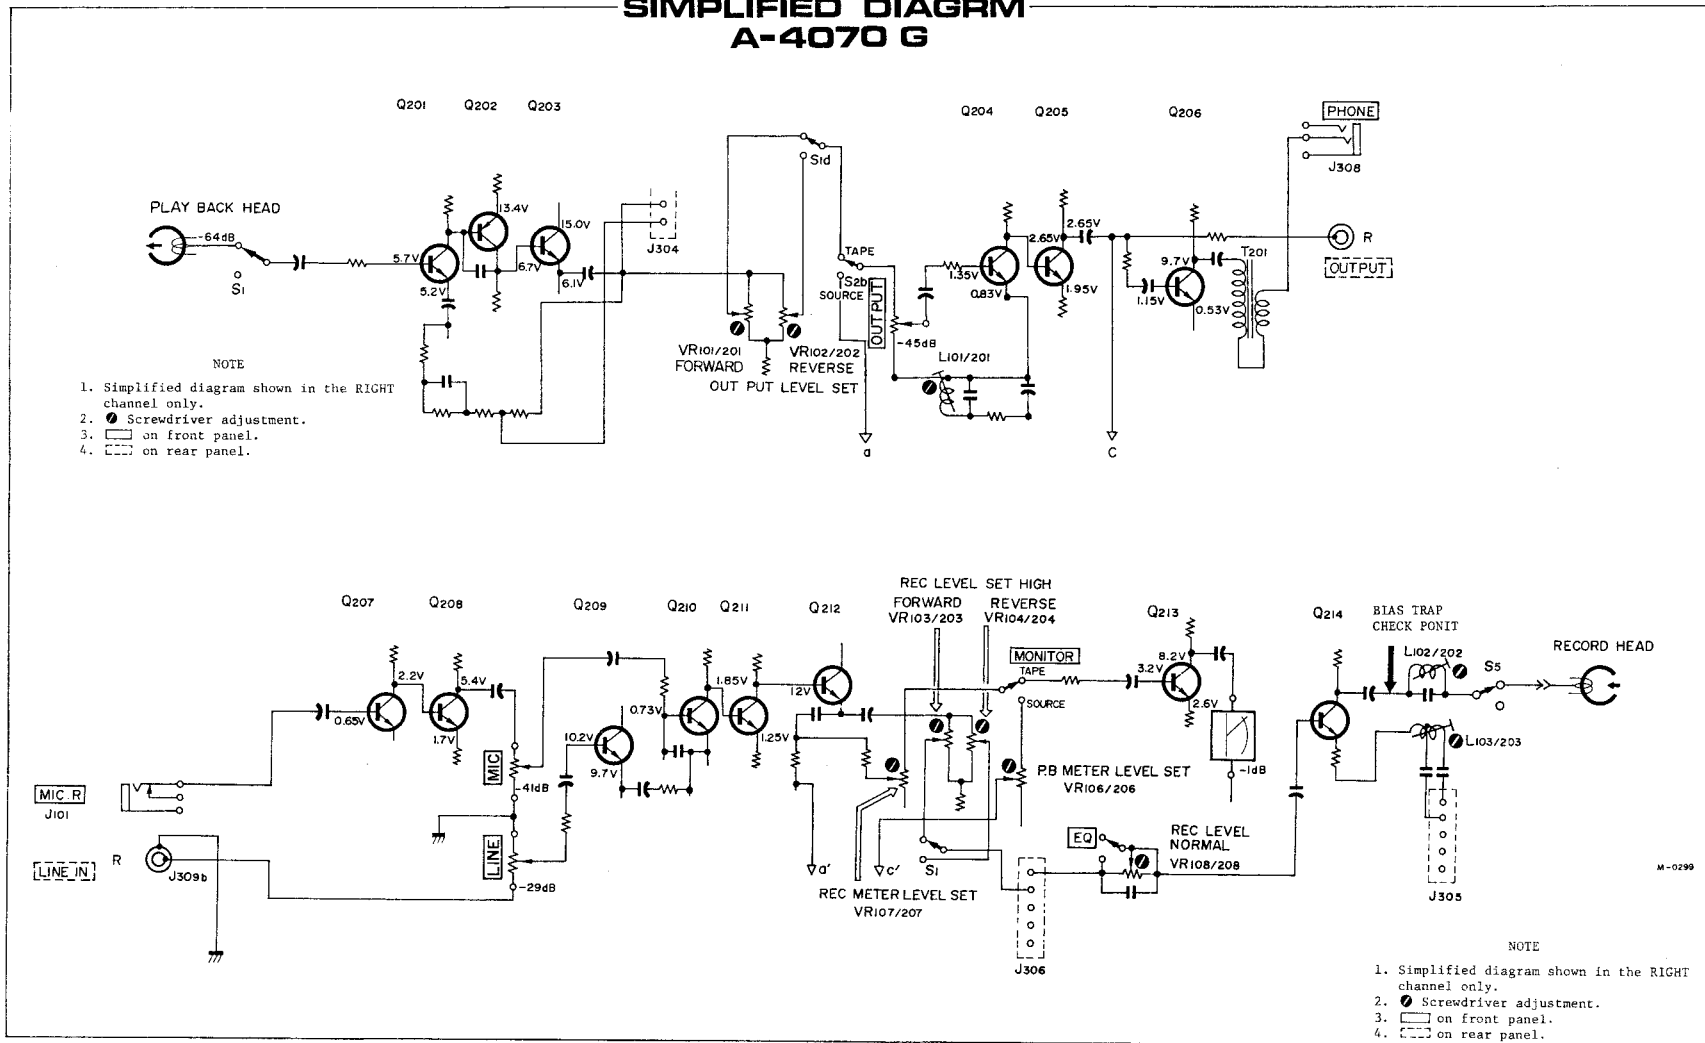 SIMPLIFIED DIAGRM
A-4070 G
Q201
Q202
Q203
Q204
Q205
Q206
PHONE
J308
S1d
PLAY BACK HEAD
-64dB
S1
13.4V
15.0V
5.7V
5.2V
6.7V
6.1V
J304
TAPE
S2b
SOURCE
OUTPUT
-45dB
1.35V
0.83V
2.65V
2.65V
1.95V
9.7V
1.15V
0.53V
T201
R
OUTPUT
VR101/201
FORWARD
VR102/202
REVERSE
OUT PUT LEVEL SET
L101/201
a
C
NOTE
1. Simplified diagram shown in the RIGHT
channel only.
2. Screwdriver adjustment.
3. on front panel.
4. on rear panel.
Q207
Q208
Q209
Q210
Q211
Q212
REC LEVEL SET HIGH
FORWARD
VR103/203
REVERSE
VR104/204
Q213
Q214
BIAS TRAP
CHECK PONIT
L102/202
S5
RECORD HEAD
MONITOR
TAPE
SOURCE
0.65V
2.2V
5.4V
1.7V
10.2V
9.7V
0.73V
1.85V
1.25V
12V
3.2V
8.2V
2.6V
-1dB
L103/203
MIC
-41dB
LINE
-29dB
MIC.R
J101
LINE IN
R
J309b
P.B METER LEVEL SET
VR106/206
a'
c'
S1
REC METER LEVEL SET
VR107/207
EQ
REC LEVEL
NORMAL
VR108/208
J306
J305
M-0299
NOTE
1. Simplified diagram shown in the RIGHT
channel only.
2. Screwdriver adjustment.
3. on front panel.
4. on rear panel.